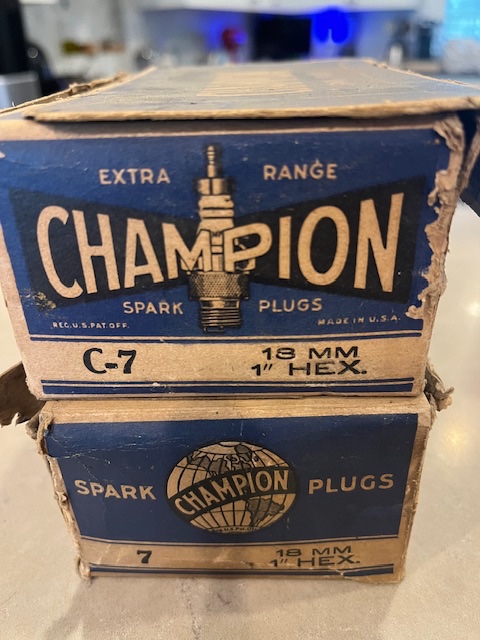 EXTRA RANGE
CHAMPION
SPARK PLUGS
REG. U.S. PAT. OFF. MADE IN U.S.A.
C-7 18 MM
1" HEX.
SPARK CHAMPION PLUGS
7 18 MM
1" HEX.